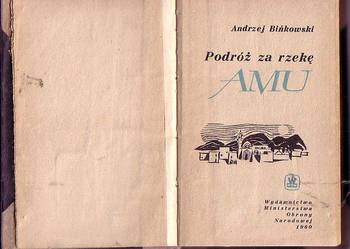 Andrzej Bińkowski
Podróż za rzekę
AMU
Wydawnictwo
Ministerstwa
Obrony
Narodowej
1960